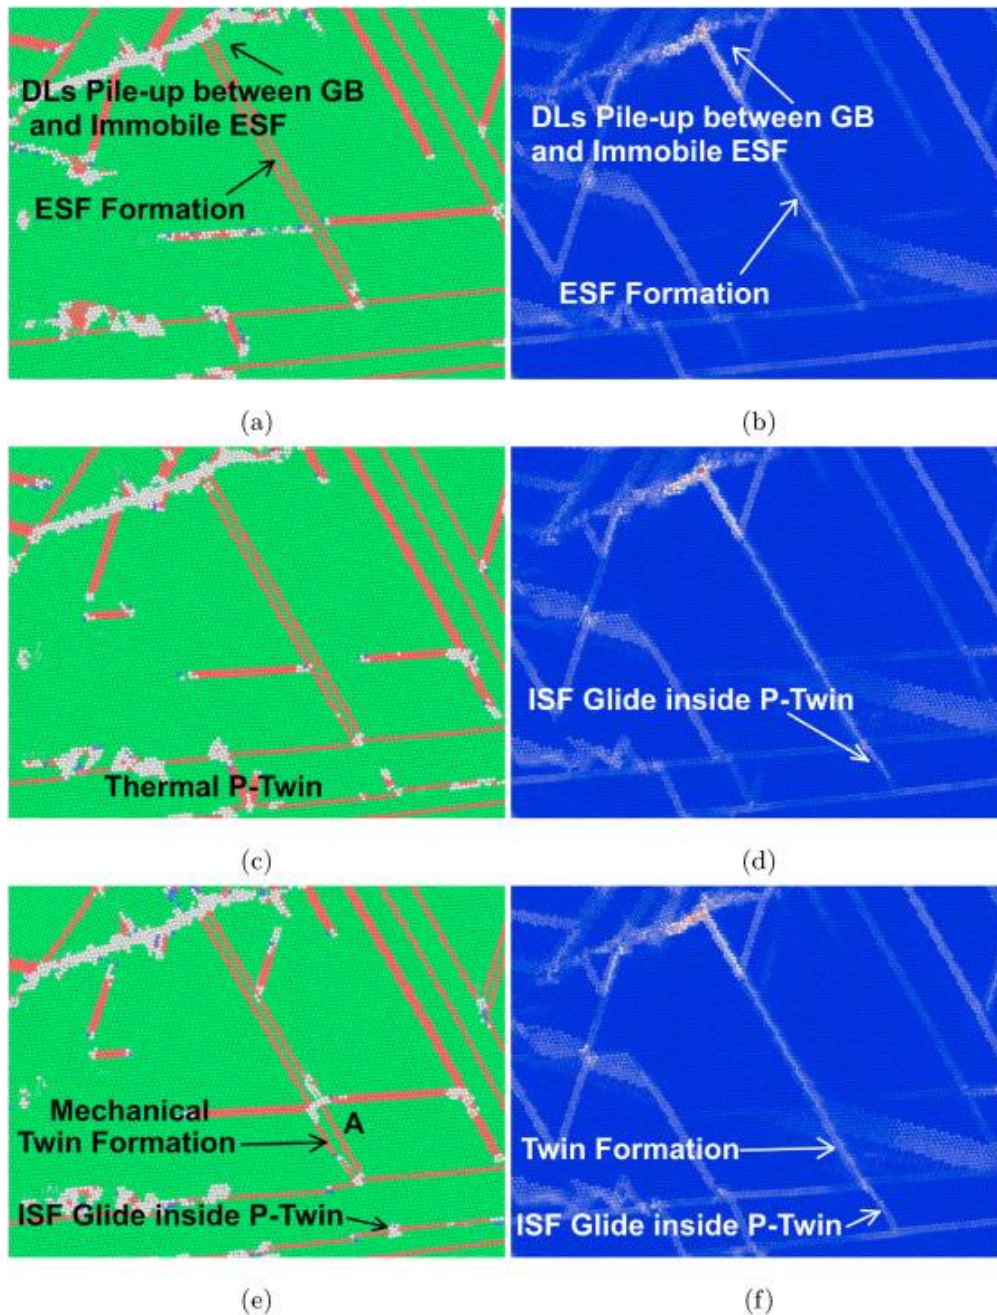 DLs Pile-up between GB
and Immobile ESF
ESF Formation
DLs Pile-up between GB
and Immobile ESF
ESF Formation
(a)
(b)
Thermal P-Twin
ISF Glide inside P-Twin
(c)
(d)
Mechanical
Twin Formation
A
ISF Glide inside P-Twin
Twin Formation
ISF Glide inside P-Twin
(e)
(f)